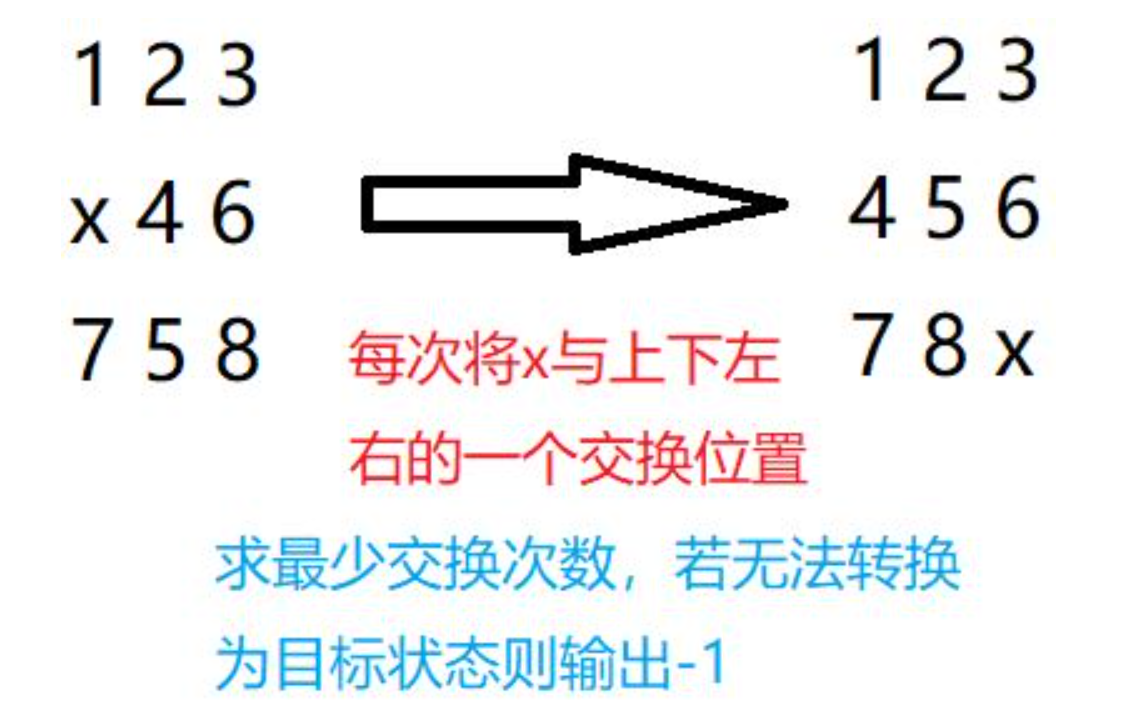 1 2 3
x 4 6
7 5 8
1 2 3
4 5 6
7 8 x
每次将x与上下左
右的一个交换位置
求最少交换次数，若无法转换
为目标状态则输出-1